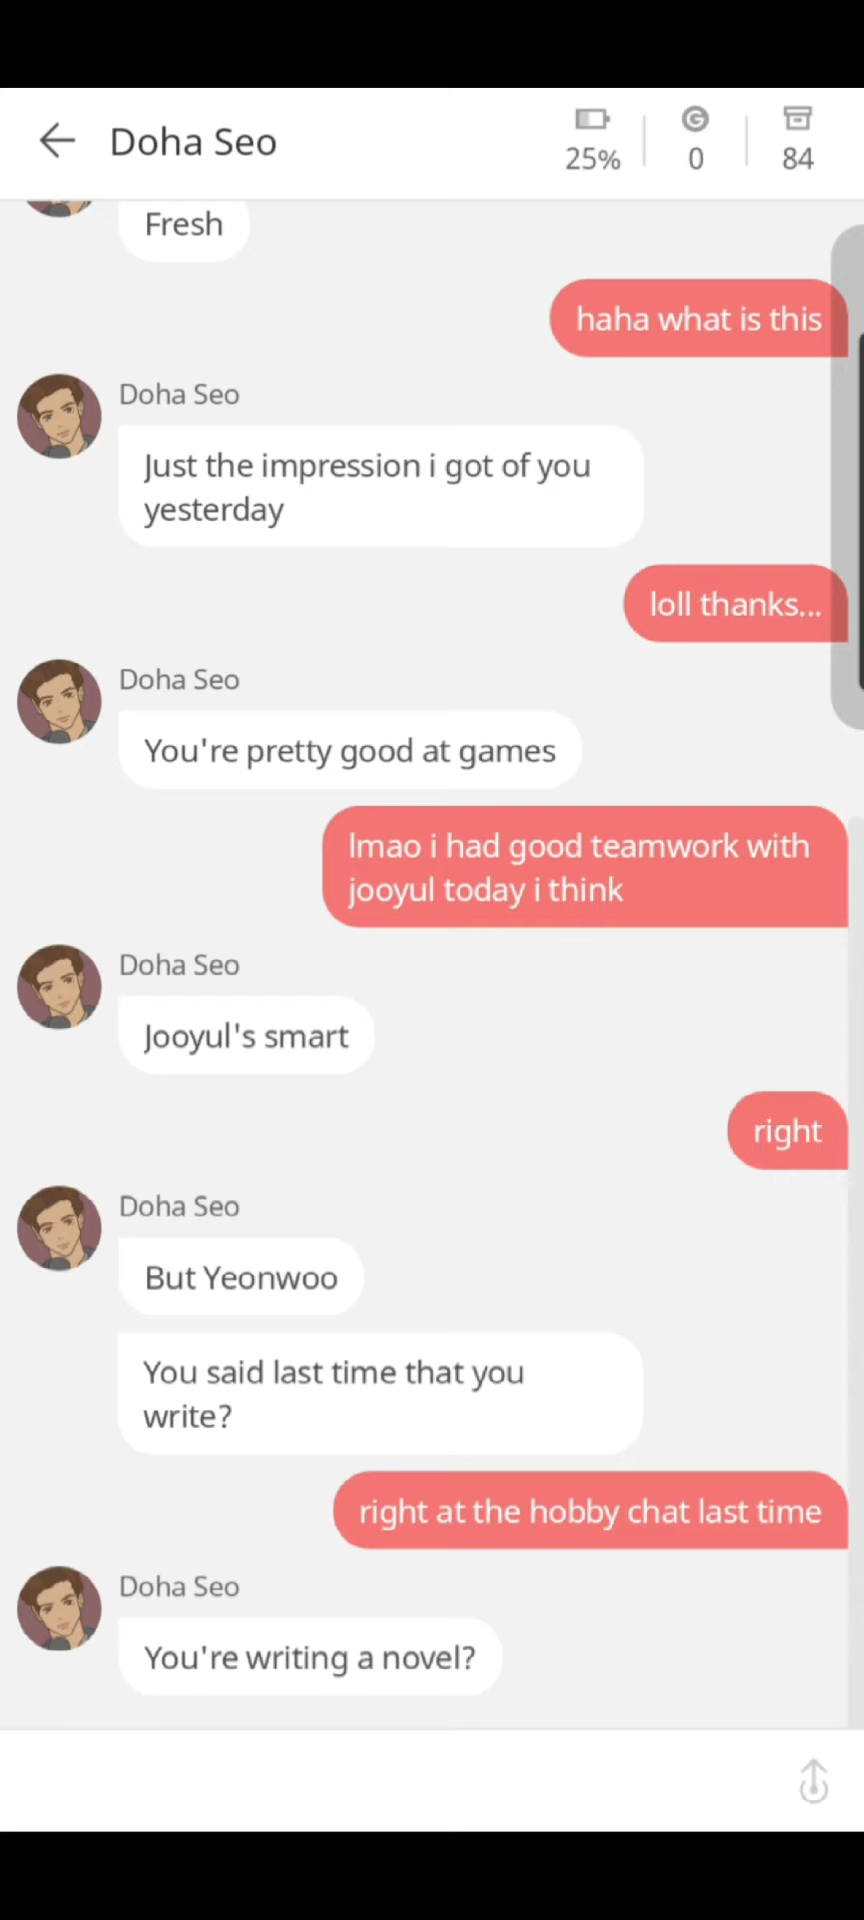 Doha Seo
25%
0
84
Fresh
haha what is this
Doha Seo
Just the impression i got of you
yesterday
loll thanks...
Doha Seo
You're pretty good at games
lmao i had good teamwork with
jooyul today i think
Doha Seo
Jooyul's smart
right
Doha Seo
But Yeonwoo
You said last time that you
write?
right at the hobby chat last time
Doha Seo
You're writing a novel?